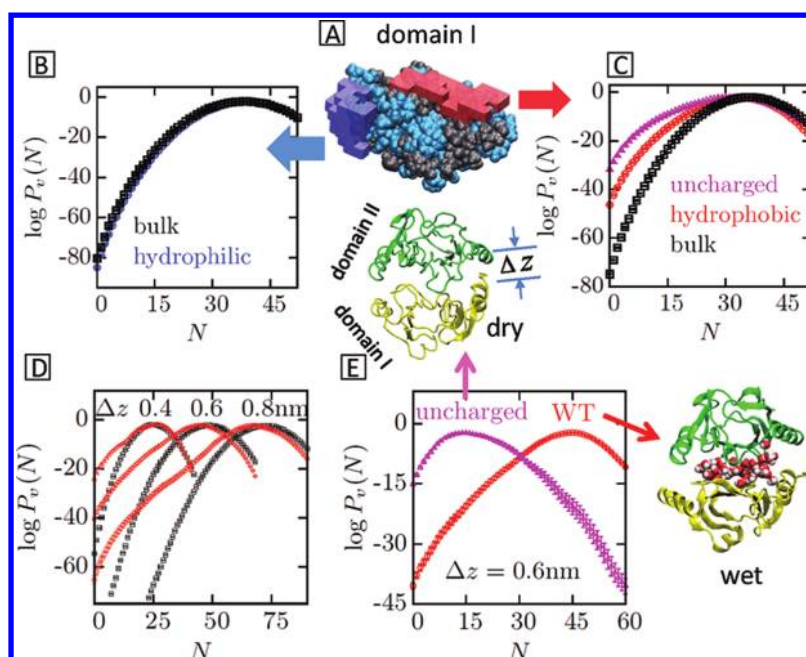 A domain I
B
0
-20
-40
-60
-80
log P_v(N)
bulk
hydrophilic
0 15 30 45
N
C
0
-20
-40
-60
-80
log P_v(N)
uncharged
hydrophobic
bulk
0 15 30 45
N
domain II
Δz
domain I
dry
D
Δz 0.4 0.6 0.8nm
0
-20
-40
-60
log P_v(N)
0 25 50 75
N
E
uncharged WT
0
-15
-30
-45
log P_v(N)
Δz = 0.6nm
0 15 30 45 60
N
wet